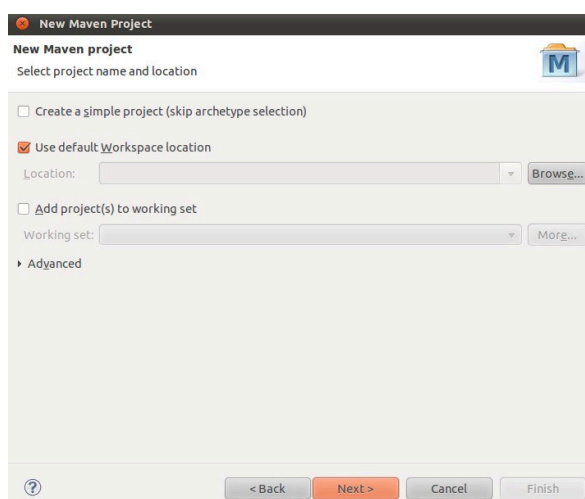 New Maven Project
New Maven project
Select project name and location
M
Create a simple project (skip archetype selection)
Use default Workspace location
Location: Browse...
Add project(s) to working set
Working set: More...
Advanced
? < Back Next > Cancel Finish